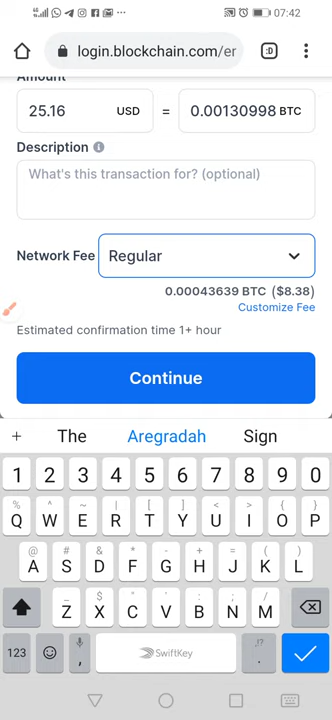 07:42
login.blockchain.com/er
:D
Amount
25.16 USD = 0.00130998 BTC
Description
What's this transaction for? (optional)
Network Fee Regular
0.00043639 BTC ($8.38)
Customize Fee
Estimated confirmation time 1+ hour
Continue
+ The Aregradah Sign
1 2 3 4 5 6 7 8 9 0
% ^ ~ | [ ] < > { }
Q W E R T Y U I O P
@ # & * - + = ( )
A S D F G H J K L
$ " ' : ; /
Z X C V B N M
123 , SwiftKey .
,!?